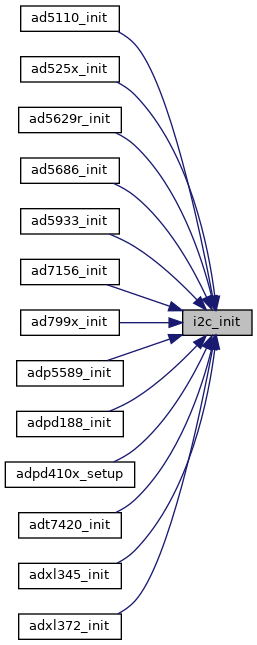 ad5110_init
ad525x_init
ad5629r_init
ad5686_init
ad5933_init
ad7156_init
ad799x_init
i2c_init
adp5589_init
adpd188_init
adpd410x_setup
adt7420_init
adxl345_init
adxl372_init